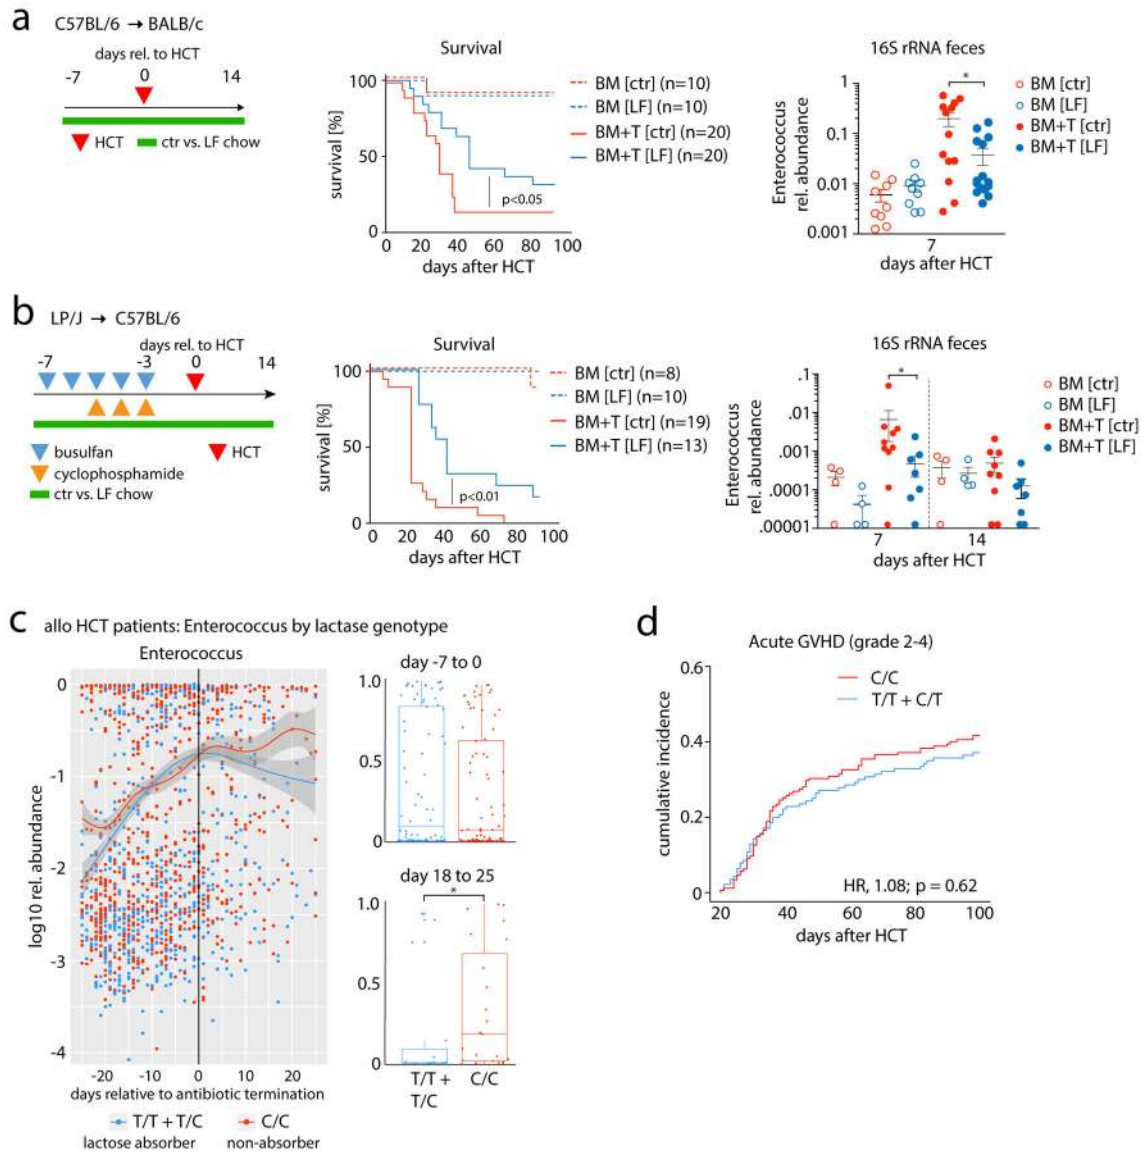 a
C57BL/6 → BALB/c
days rel. to HCT
-7 0 14
HCT ctr vs. LF chow
Survival
survival [%]
100
50
0
0 20 40 60 80 100
days after HCT
p<0.05
BM [ctr] (n=10)
BM [LF] (n=10)
BM+T [ctr] (n=20)
BM+T [LF] (n=20)
16S rRNA feces
Enterococcus
rel. abundance
1
0.1
0.01
0.001
*
7
days after HCT
BM [ctr]
BM [LF]
BM+T [ctr]
BM+T [LF]
b
LP/J → C57BL/6
days rel. to HCT
-7 -3 0 14
busulfan
HCT
cyclophosphamide
ctr vs. LF chow
Survival
survival [%]
100
50
0
0 20 40 60 80 100
days after HCT
p<0.01
BM [ctr] (n=8)
BM [LF] (n=10)
BM+T [ctr] (n=19)
BM+T [LF] (n=13)
16S rRNA feces
Enterococcus
rel. abundance
.1
.01
.001
.0001
.00001
*
7 14
days after HCT
BM [ctr]
BM [LF]
BM+T [ctr]
BM+T [LF]
c
allo HCT patients: Enterococcus by lactase genotype
Enterococcus
log10 rel. abundance
0
-1
-2
-3
-4
-20 -10 0 10 20
days relative to antibiotic termination
T/T + T/C C/C
lactose absorber non-absorber
day -7 to 0
1.0
0.5
0
day 18 to 25
*
1.0
0.5
0
T/T + C/C
T/C
d
Acute GVHD (grade 2-4)
cumulative incidence
0.6
0.4
0.2
0
C/C
T/T + C/T
HR, 1.08; p = 0.62
20 40 60 80 100
days after HCT